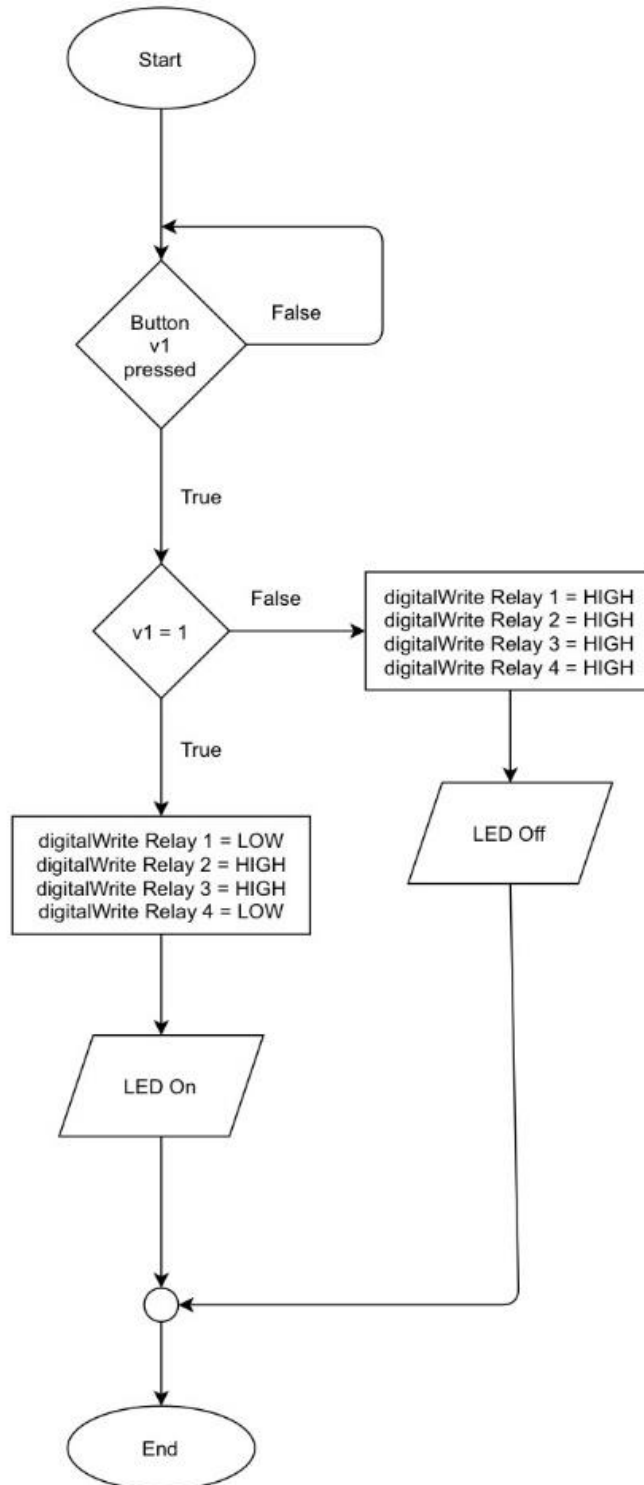 Start
Button
v1
pressed
False
True
v1 = 1
False
digitalWrite Relay 1 = HIGH
digitalWrite Relay 2 = HIGH
digitalWrite Relay 3 = HIGH
digitalWrite Relay 4 = HIGH
True
LED Off
digitalWrite Relay 1 = LOW
digitalWrite Relay 2 = HIGH
digitalWrite Relay 3 = HIGH
digitalWrite Relay 4 = LOW
LED On
End